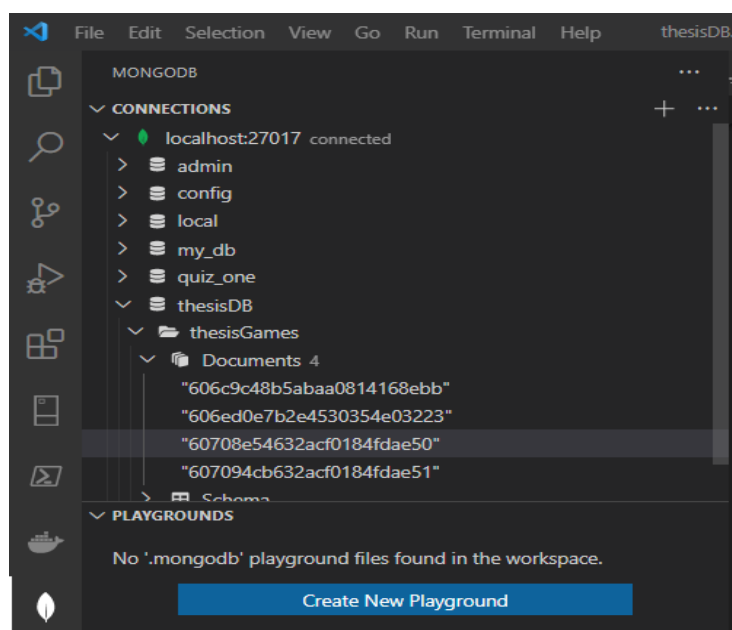 File Edit Selection View Go Run Terminal Help thesisDB.
MONGODB ...
CONNECTIONS + ...
localhost:27017 connected
admin
config
local
my_db
quiz_one
thesisDB
thesisGames
Documents 4
"606c9c48b5abaa0814168ebb"
"606ed0e7b2e4530354e03223"
"60708e54632acf0184fdae50"
"607094cb632acf0184fdae51"
Schema
PLAYGROUNDS
No '.mongodb' playground files found in the workspace.
Create New Playground